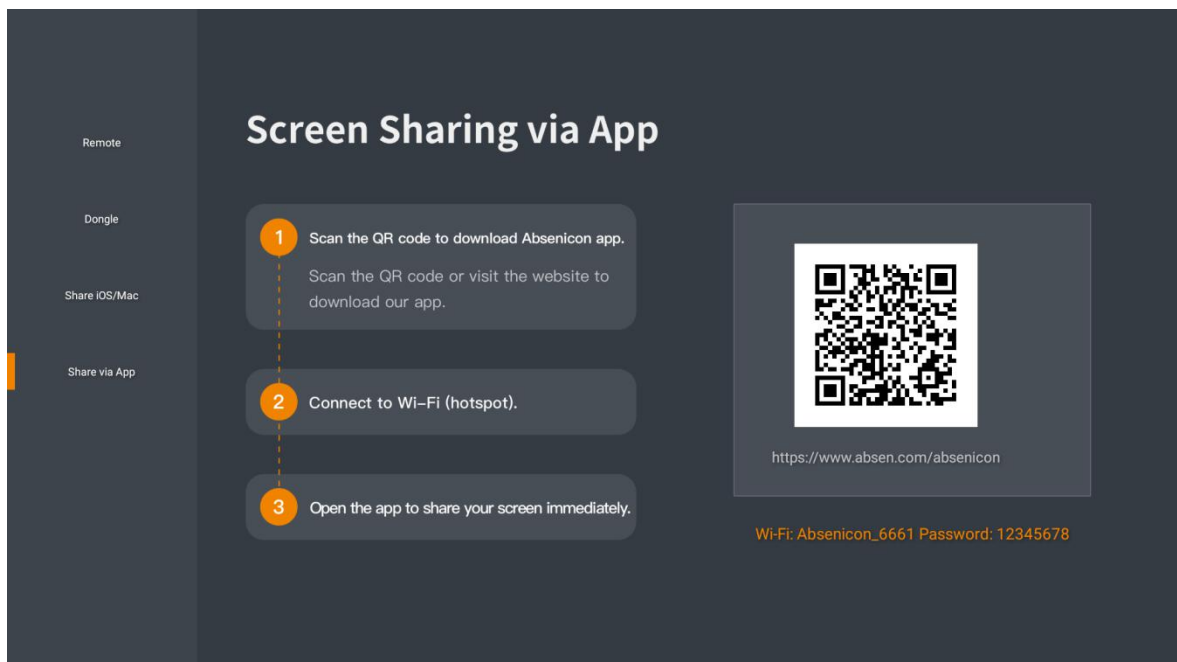 Remote
Dongle
Share iOS/Mac
Share via App
Screen Sharing via App
1
Scan the QR code to download Absenicon app.
Scan the QR code or visit the website to
download our app.
2
Connect to Wi–Fi (hotspot).
3
Open the app to share your screen immediately.
https://www.absen.com/absenicon
Wi-Fi: Absenicon_6661 Password: 12345678